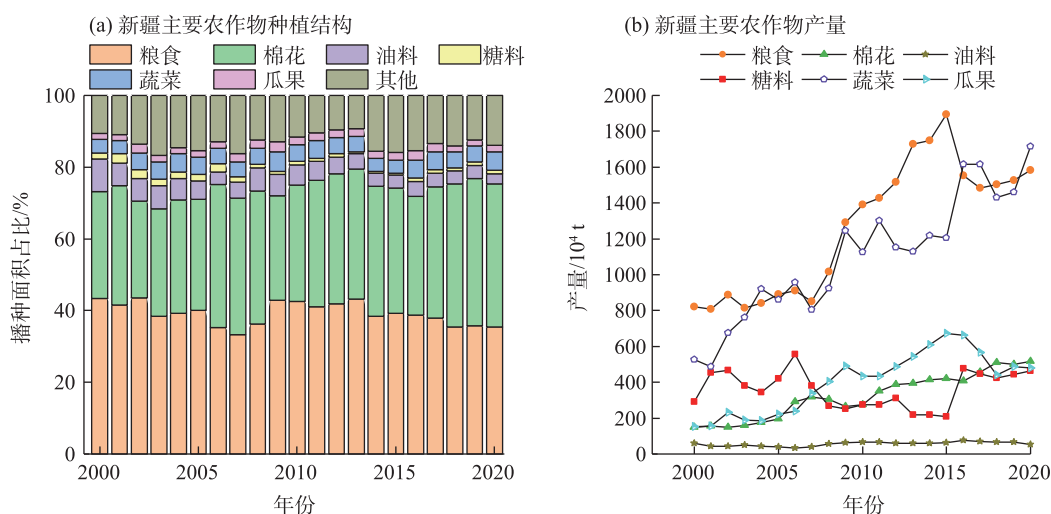 (a) 新疆主要农作物种植结构
粮食 棉花 油料 糖料
蔬菜 瓜果 其他
100
80
60
40
20
0
播种面积占比/%
2000 2005 2010 2015 2020
年份
(b) 新疆主要农作物产量
粮食 棉花 油料
糖料 蔬菜 瓜果
2000
1800
1600
1400
1200
1000
800
600
400
200
0
产量/10⁴ t
2000 2005 2010 2015 2020
年份